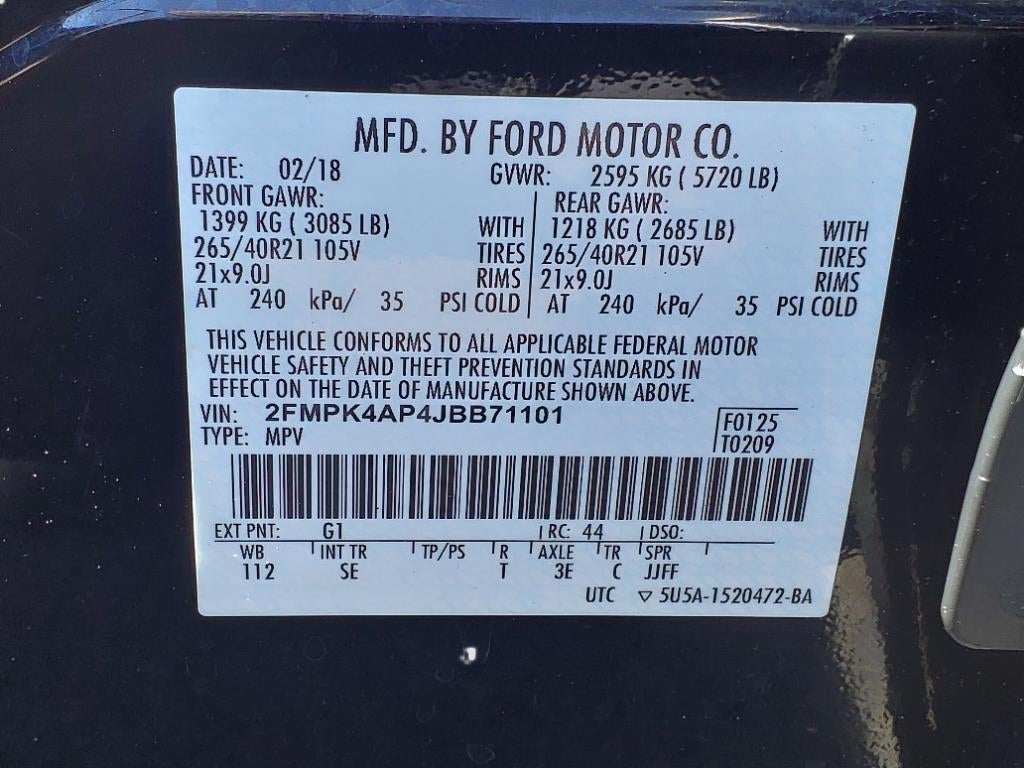 MFD. BY FORD MOTOR CO.
DATE: 02/18 GVWR: 2595 KG ( 5720 LB)
FRONT GAWR: REAR GAWR:
1399 KG ( 3085 LB) WITH 1218 KG ( 2685 LB) WITH
265/40R21 105V TIRES 265/40R21 105V TIRES
21x9.0J RIMS 21x9.0J RIMS
AT 240 kPa/ 35 PSI COLD AT 240 kPa/ 35 PSI COLD
THIS VEHICLE CONFORMS TO ALL APPLICABLE FEDERAL MOTOR
VEHICLE SAFETY AND THEFT PREVENTION STANDARDS IN
EFFECT ON THE DATE OF MANUFACTURE SHOWN ABOVE.
VIN: 2FMPK4AP4JBB71101 F0125
TYPE: MPV T0209
EXT PNT: G1 RC: 44 DSO:
WB INT TR TP/PS R AXLE TR SPR
112 SE T 3E C JJFF
UTC ▽ 5U5A-1520472-BA